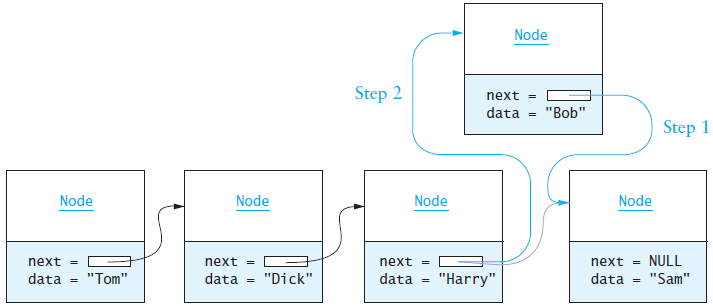 Node
next =
data = "Bob"
Step 2
Step 1
Node
next =
data = "Tom"
Node
next =
data = "Dick"
Node
next =
data = "Harry"
Node
next = NULL
data = "Sam"